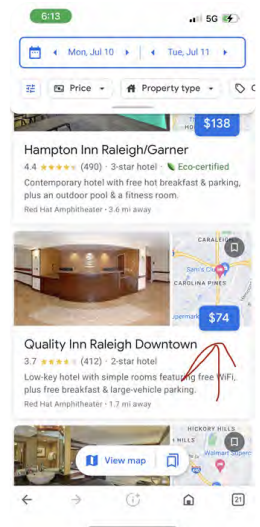 6:13
5G
Mon, Jul 10
Tue, Jul 11
Price
Property type
$138
Hampton Inn Raleigh/Garner
4.4 (490) · 3-star hotel · Eco-certified
Contemporary hotel with free hot breakfast & parking,
plus an outdoor pool & a fitness room.
Red Hat Amphitheater · 3.6 mi away
CARALEIGH
Sam's Club
CAROLINA PINES
$74
Quality Inn Raleigh Downtown
3.7 (412) · 2-star hotel
Low-key hotel with simple rooms featuring free WiFi,
plus free breakfast & large-vehicle parking.
Red Hat Amphitheater · 1.7 mi away
HICKORY HILLS
HILLS
Walmart Super
View map
21